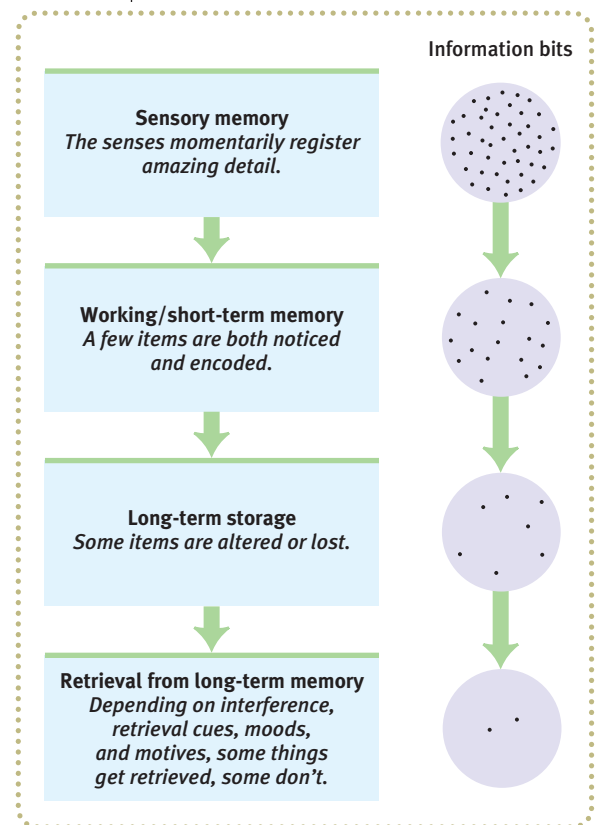 Information bits
Sensory memory
The senses momentarily register
amazing detail.
Working/short-term memory
A few items are both noticed
and encoded.
Long-term storage
Some items are altered or lost.
Retrieval from long-term memory
Depending on interference,
retrieval cues, moods,
and motives, some things
get retrieved, some don’t.